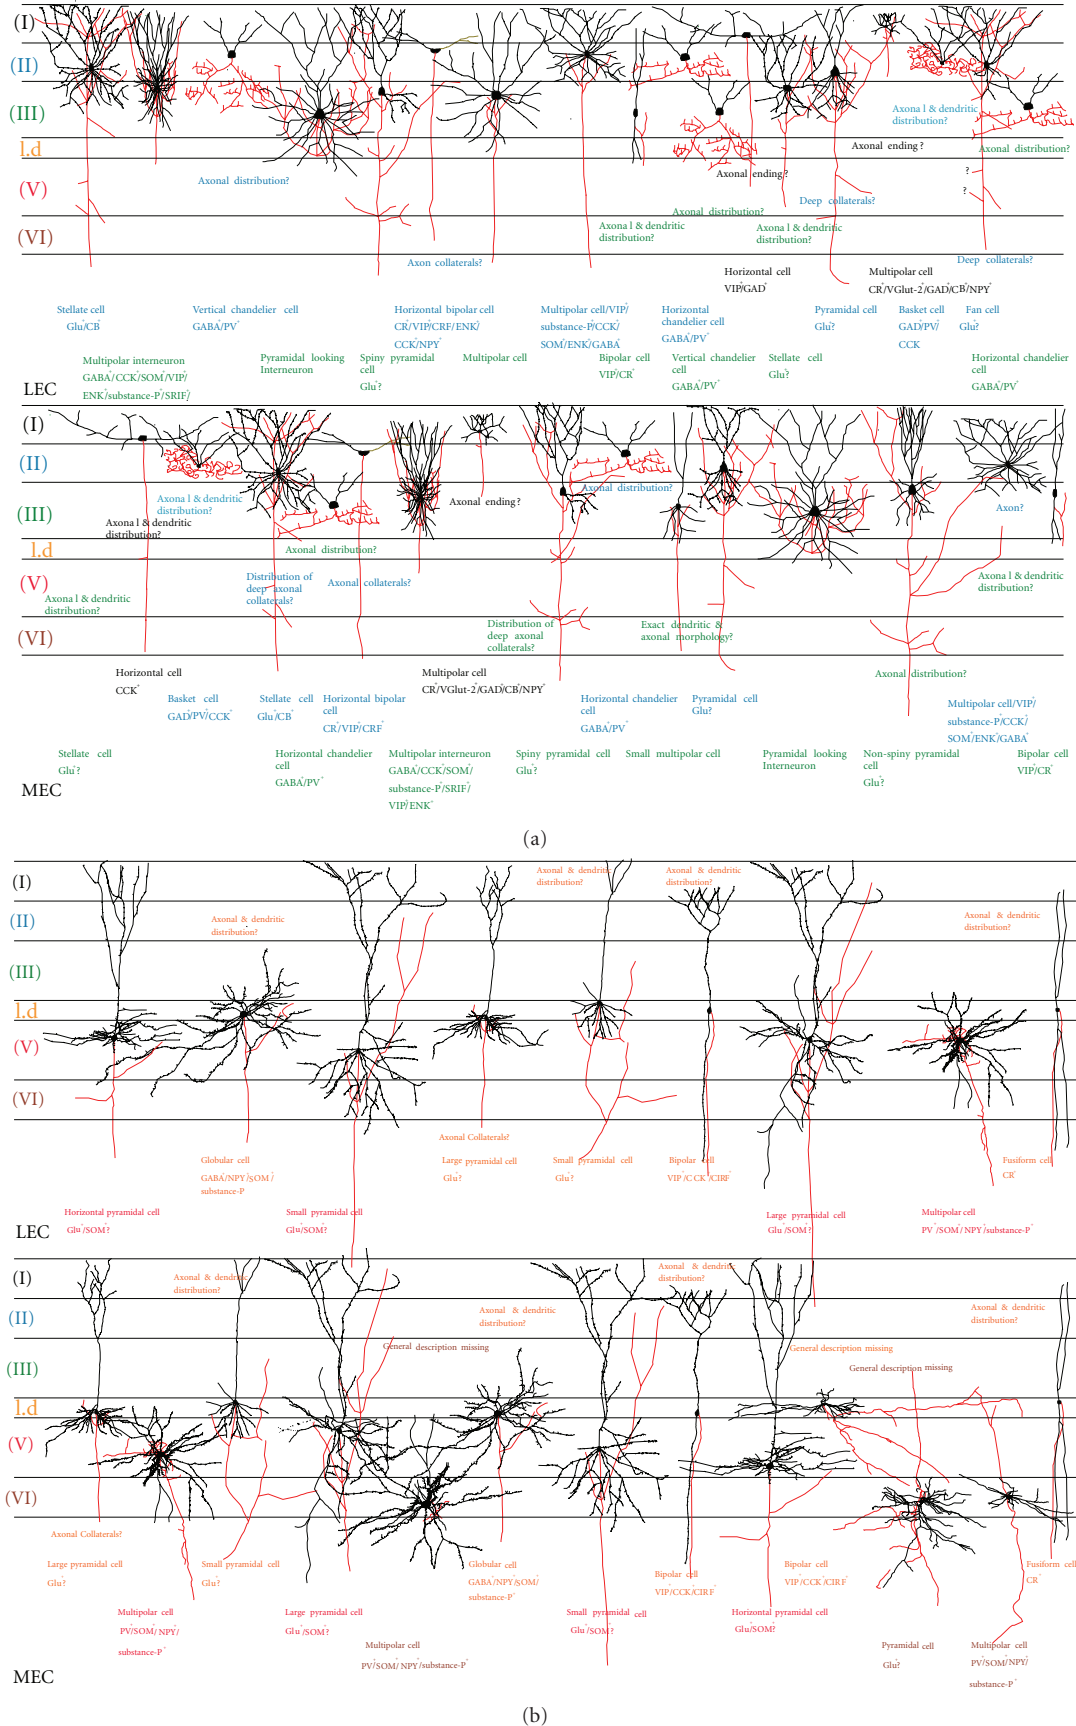 (I)
(II)
(III)
l.d
(V)
(VI)
Axonal distribution?
Axon collaterals?
Axona l & dendritic
distribution?
Axonal distribution?
Axonal ending?
Axona l & dendritic
distribution?
Deep collaterals?
Axonal ending?
Axona l & dendritic
distribution?
Axonal distribution?
?
?
Deep collaterals?
Horizontal cell
VIP+/GAD+
Multipolar cell
CR+/VGlut-2+/GAD+/CB+/NPY+
Stellate cell
Glu+/CB+
Vertical chandelier cell
GABA+/PV+
Horizontal bipolar cell
CR+/VIP+/CRF+/ENK+/
CCK+/NPY+
Multipolar cell/VIP+/
substance-P+/CCK+/
SOM+/ENK+/GABA+
Horizontal
chandelier cell
GABA+/PV+
Pyramidal cell
Glu?
Basket cell
GAD+/PV+/
CCK
Fan cell
Glu?
Multipolar interneuron
GABA+/CCK+/SOM+/VIP+/
ENK+/substance-P+/SRIF+/
Pyramidal looking
Interneuron
Spiny pyramidal
cell
Glu+?
Multipolar cell
Bipolar cell
VIP+/CR+
Vertical chandelier
cell
GABA+/PV+
Stellate cell
Glu+?
Horizontal chandelier
cell
GABA+/PV+
LEC
(I)
(II)
(III)
l.d
(V)
(VI)
Axona l & dendritic
distribution?
Axona l & dendritic
distribution?
Axona l & dendritic
distribution?
Axonal distribution?
Distribution of
deep axonal
collaterals?
Axonal collaterals?
Axonal ending?
Axonal distribution?
Distribution of
deep axonal
collaterals?
Exact dendritic &
axonal morphology?
Axon?
Axona l & dendritic
distribution?
Axonal distribution?
Horizontal cell
CCK+
Multipolar cell
CR+/VGlut-2+/GAD+/CB+/NPY+
Basket cell
GAD+/PV+/CCK+
Stellate cell
Glu+/CB+
Horizontal bipolar
cell
CR+/VIP+/CRF+
Horizontal chandelier
cell
GABA+/PV+
Pyramidal cell
Glu?
Multipolar cell/VIP+/
substance-P+/CCK+/
SOM+/ENK+/GABA+
Stellate cell
Glu+?
Horizontal chandelier
cell
GABA+/PV+
Multipolar interneuron
GABA+/CCK+/SOM+/
substance-P+/SRIF+/
VIP+/ENK+
Spiny pyramidal cell
Glu+?
Small multipolar cell
Pyramidal looking
Interneuron
Non-spiny pyramidal
cell
Glu+?
Bipolar cell
VIP+/CR+
MEC
(a)
(I)
(II)
(III)
l.d
(V)
(VI)
Axonal & dendritic
distribution?
Axonal & dendritic
distribution?
Axonal & dendritic
distribution?
Axonal & dendritic
distribution?
Axonal Collaterals?
Globular cell
GABA+/NPY+/SOM+/
substance-P
Large pyramidal cell
Glu+?
Small pyramidal cell
Glu+?
Bipolar cell
VIP+/CCK+/CIRF+
Fusiform cell
CR+
Horizontal pyramidal cell
Glu+/SOM+?
Small pyramidal cell
Glu+/SOM+?
Large pyramidal cell
Glu+/SOM+?
Multipolar cell
PV+/SOM+/NPY+/substance-P+
LEC
(I)
(II)
(III)
l.d
(V)
(VI)
Axonal & dendritic
distribution?
Axonal & dendritic
distribution?
General description missing
Axonal & dendritic
distribution?
General description missing
General description missing
Axonal & dendritic
distribution?
Axonal Collaterals?
Large pyramidal cell
Glu+?
Small pyramidal cell
Glu+?
Globular cell
GABA+/NPY+/SOM+/
substance-P+
Bipolar cell
VIP+/CCK+/CIRF+
Bipolar cell
VIP+/CCK+/CIRF+
Fusiform cell
CR+
Multipolar cell
PV+/SOM+/NPY+/
substance-P+
Large pyramidal cell
Glu+/SOM+?
Small pyramidal cell
Glu+/SOM+?
Horizontal pyramidal cell
Glu/SOM+?
Multipolar cell
PV+/SOM+/NPY+/substance-P+
Pyramidal cell
Glu+?
Multipolar cell
PV+/SOM+/NPY+/
substance-P+
MEC
(b)